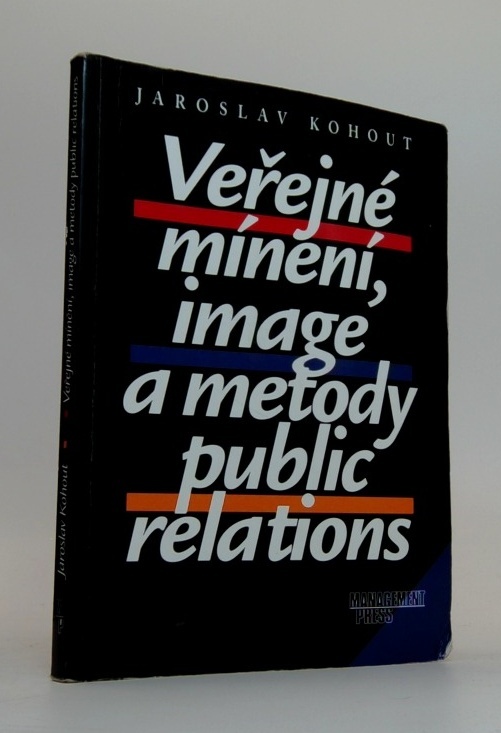 JAROSLAV KOHOUT
Veřejné
mínění,
image
a metody
public
relations
MANAGEMENT
PRESS
Jaroslav Kohout - Veřejné mínění, image a metody public relations